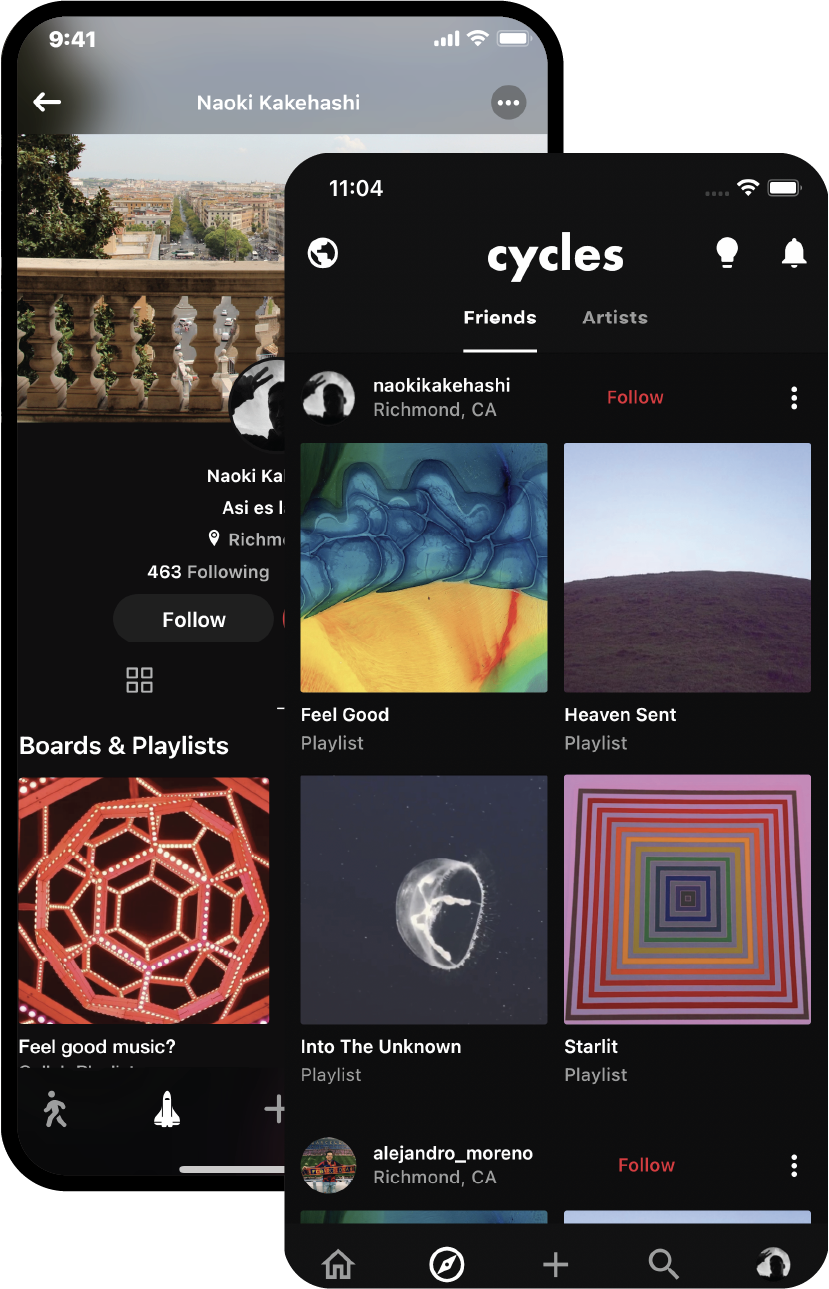 9:41
Naoki Kakehashi
Naoki Ka
Asi es l
Richm
463 Following
Follow
Boards & Playlists
Feel good music?
11:04
cycles
Friends Artists
naokikakehashi
Richmond, CA
Follow
Feel Good
Playlist
Heaven Sent
Playlist
Into The Unknown
Playlist
Starlit
Playlist
alejandro_moreno
Richmond, CA
Follow